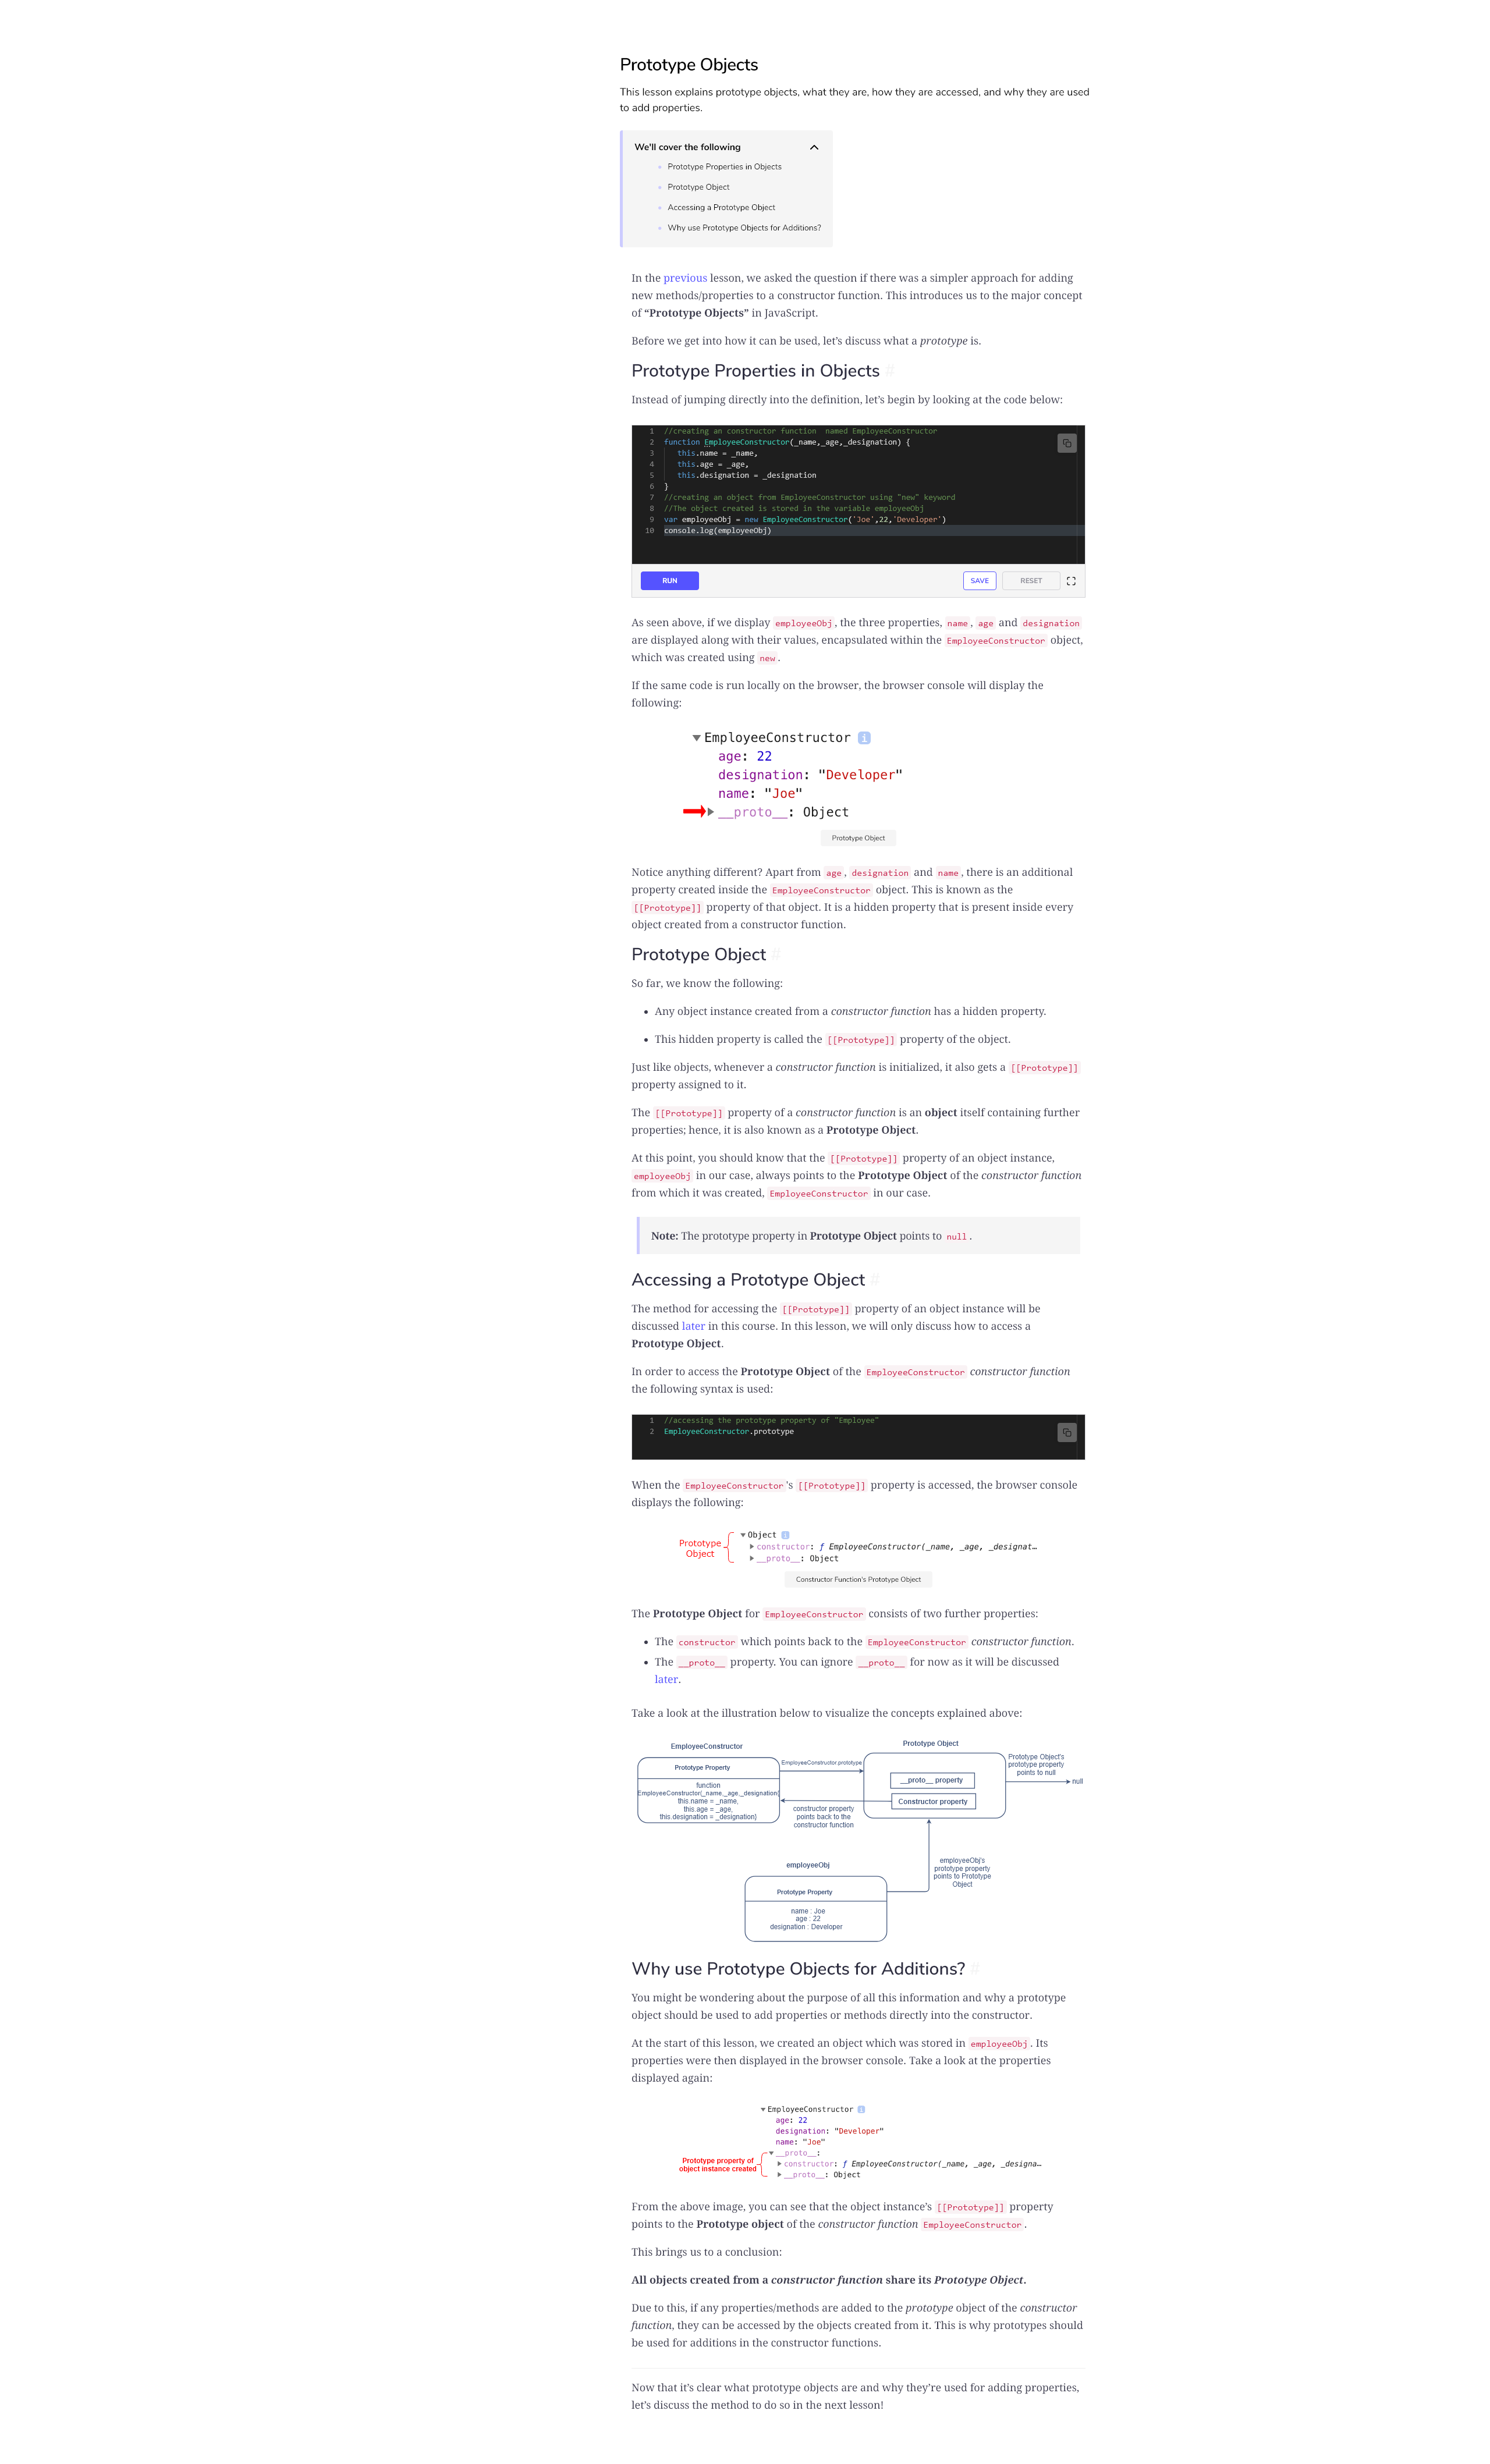 Prototype Objects
This lesson explains prototype objects, what they are, how they are accessed, and why they are used
to add properties.
We'll cover the following
Prototype Properties in Objects
Prototype Object
Accessing a Prototype Object
Why use Prototype Objects for Additions?
In the previous lesson, we asked the question if there was a simpler approach for adding
new methods/properties to a constructor function. This introduces us to the major concept
of “Prototype Objects” in JavaScript.
Before we get into how it can be used, let’s discuss what a prototype is.
Prototype Properties in Objects #
Instead of jumping directly into the definition, let’s begin by looking at the code below:
1 //creating an constructor function  named EmployeeConstructor
2 function EmployeeConstructor(_name,_age,_designation) {
3    this.name = _name,
4    this.age = _age,
5    this.designation = _designation
6 }
7 //creating an object from EmployeeConstructor using "new" keyword
8 //The object created is stored in the variable employeeObj
9 var employeeObj = new EmployeeConstructor('Joe',22,'Developer')
10 console.log(employeeObj)
RUN SAVE RESET
As seen above, if we display employeeObj, the three properties, name, age and designation
are displayed along with their values, encapsulated within the EmployeeConstructor object,
which was created using new.
If the same code is run locally on the browser, the browser console will display the
following:
EmployeeConstructor i
age: 22
designation: "Developer"
name: "Joe"
__proto__: Object
Prototype Object
Notice anything different? Apart from age, designation and name, there is an additional
property created inside the EmployeeConstructor object. This is known as the
[[Prototype]] property of that object. It is a hidden property that is present inside every
object created from a constructor function.
Prototype Object #
So far, we know the following:
• Any object instance created from a constructor function has a hidden property.
• This hidden property is called the [[Prototype]] property of the object.
Just like objects, whenever a constructor function is initialized, it also gets a [[Prototype]]
property assigned to it.
The [[Prototype]] property of a constructor function is an object itself containing further
properties; hence, it is also known as a Prototype Object.
At this point, you should know that the [[Prototype]] property of an object instance,
employeeObj in our case, always points to the Prototype Object of the constructor function
from which it was created, EmployeeConstructor in our case.
Note: The prototype property in Prototype Object points to null.
Accessing a Prototype Object #
The method for accessing the [[Prototype]] property of an object instance will be
discussed later in this course. In this lesson, we will only discuss how to access a
Prototype Object.
In order to access the Prototype Object of the EmployeeConstructor constructor function
the following syntax is used:
1 //accessing the prototype property of "Employee"
2 EmployeeConstructor.prototype
When the EmployeeConstructor's [[Prototype]] property is accessed, the browser console
displays the following:
Prototype
Object
Object i
constructor: ƒ EmployeeConstructor(_name, _age, _designat…
__proto__: Object
Constructor Function's Prototype Object
The Prototype Object for EmployeeConstructor consists of two further properties:
• The constructor which points back to the EmployeeConstructor constructor function.
• The __proto__ property. You can ignore __proto__ for now as it will be discussed
later.
Take a look at the illustration below to visualize the concepts explained above:
EmployeeConstructor
Prototype Property
function
EmployeeConstructor(_name,_age,_designation{
this.name = _name,
this.age = _age,
this.designation = _designation}
EmployeeConstructor.prototype
constructor property
points back to the
constructor function
Prototype Object
__proto__ property
Constructor property
Prototype Object's
prototype property
points to null
null
employeeObj
Prototype Property
name : Joe
age : 22
designation : Developer
employeeObj's
prototype property
points to Prototype
Object
Why use Prototype Objects for Additions? #
You might be wondering about the purpose of all this information and why a prototype
object should be used to add properties or methods directly into the constructor.
At the start of this lesson, we created an object which was stored in employeeObj. Its
properties were then displayed in the browser console. Take a look at the properties
displayed again:
EmployeeConstructor i
age: 22
designation: "Developer"
name: "Joe"
__proto__:
Prototype property of
object instance created
constructor: ƒ EmployeeConstructor(_name, _age, _designa…
__proto__: Object
From the above image, you can see that the object instance’s [[Prototype]] property
points to the Prototype object of the constructor function EmployeeConstructor.
This brings us to a conclusion:
All objects created from a constructor function share its Prototype Object.
Due to this, if any properties/methods are added to the prototype object of the constructor
function, they can be accessed by the objects created from it. This is why prototypes should
be used for additions in the constructor functions.
Now that it’s clear what prototype objects are and why they’re used for adding properties,
let’s discuss the method to do so in the next lesson!